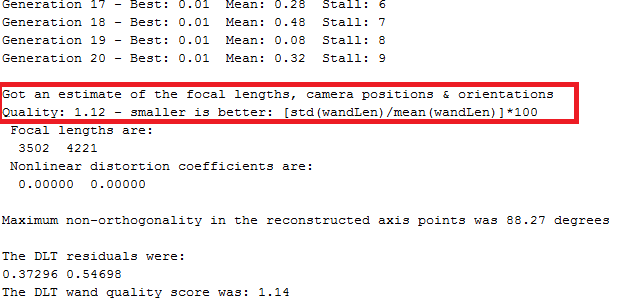 Generation 17 - Best: 0.01  Mean: 0.28  Stall: 6
Generation 18 - Best: 0.01  Mean: 0.48  Stall: 7
Generation 19 - Best: 0.01  Mean: 0.08  Stall: 8
Generation 20 - Best: 0.01  Mean: 0.32  Stall: 9
Got an estimate of the focal lengths, camera positions & orientations
Quality: 1.12 - smaller is better: [std(wandLen)/mean(wandLen)]*100
Focal lengths are:
3502  4221
Nonlinear distortion coefficients are:
0.00000  0.00000
Maximum non-orthogonality in the reconstructed axis points was 88.27 degrees
The DLT residuals were:
0.37296 0.54698
The DLT wand quality score was: 1.14